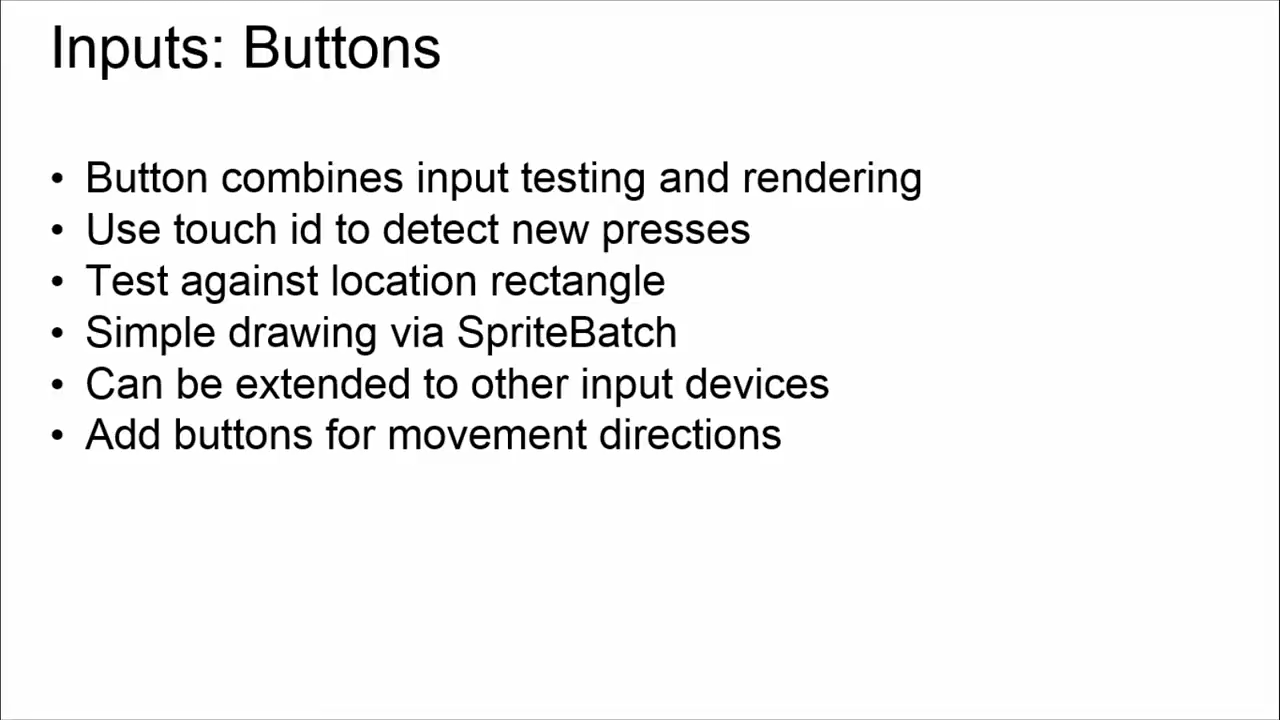 Inputs: Buttons
• Button combines input testing and rendering
• Use touch id to detect new presses
• Test against location rectangle
• Simple drawing via SpriteBatch
• Can be extended to other input devices
• Add buttons for movement directions